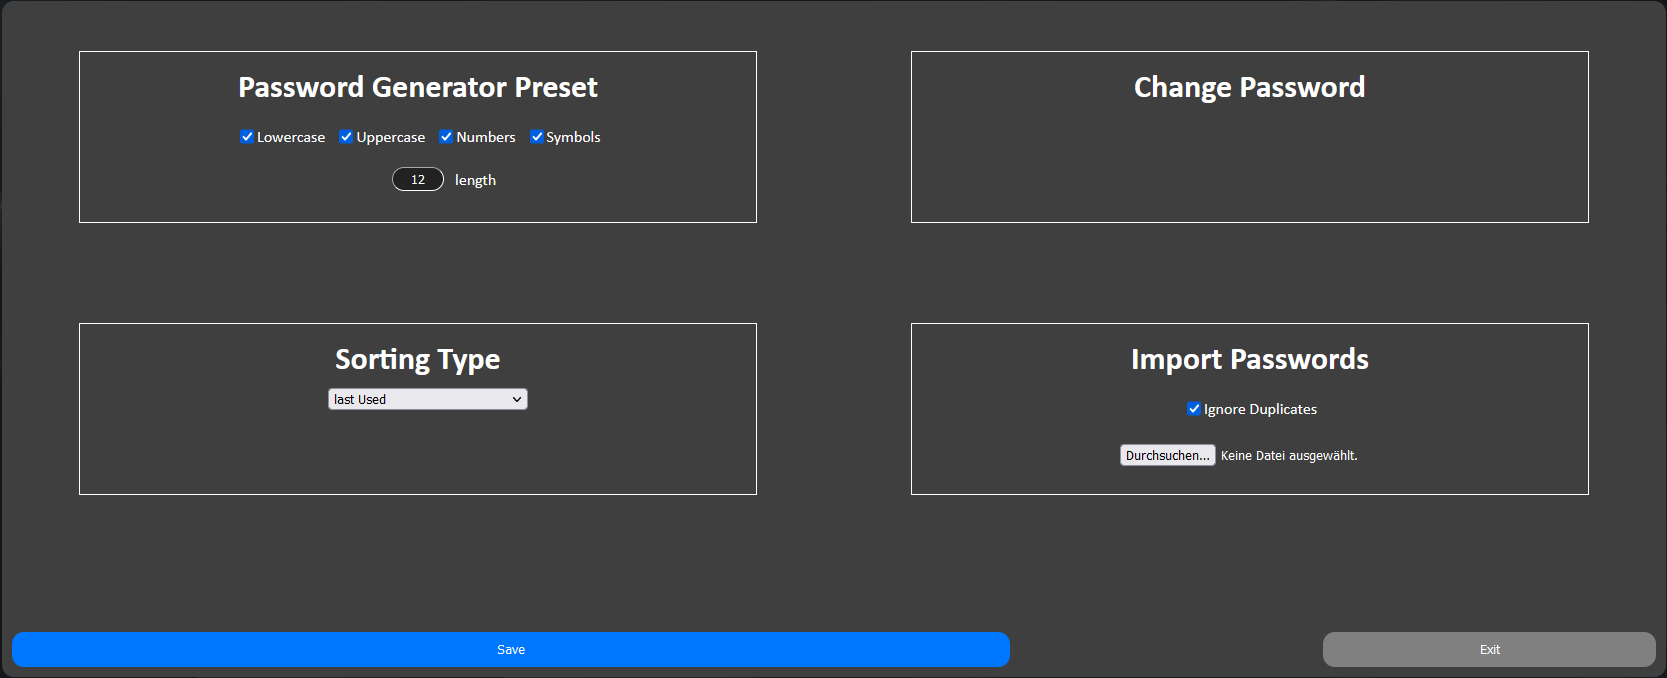 Password Generator Preset
Lowercase Uppercase Numbers Symbols
12 length
Change Password
Sorting Type
last Used
Import Passwords
Ignore Duplicates
Durchsuchen... Keine Datei ausgewählt.
Save
Exit